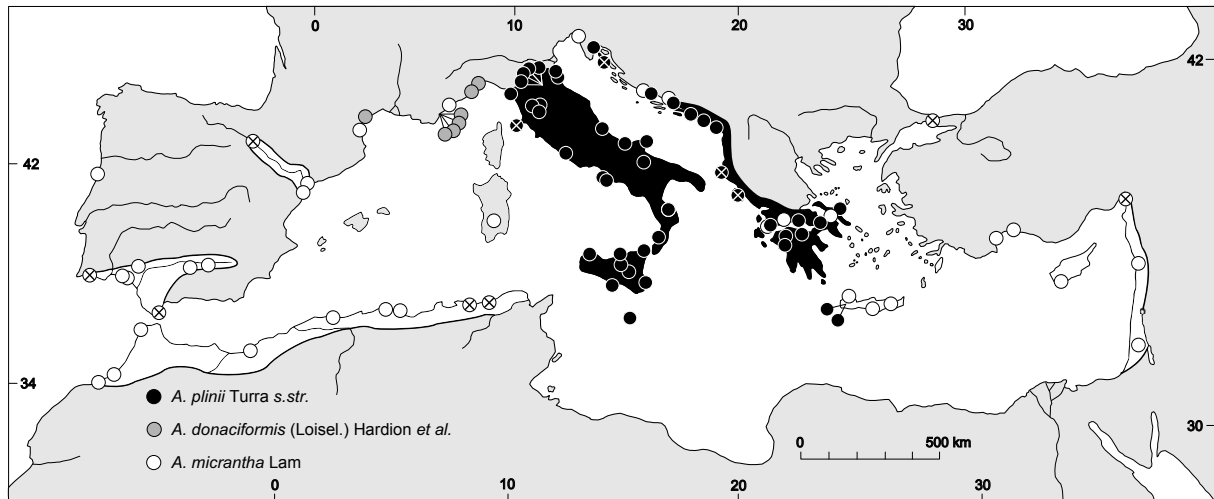 0 10 20 30
42
42
34
30
A. plinii Turra s.str.
A. donaciformis (Loisel.) Hardion et al.
A. micrantha Lam
0 500 km
0 10 20 30